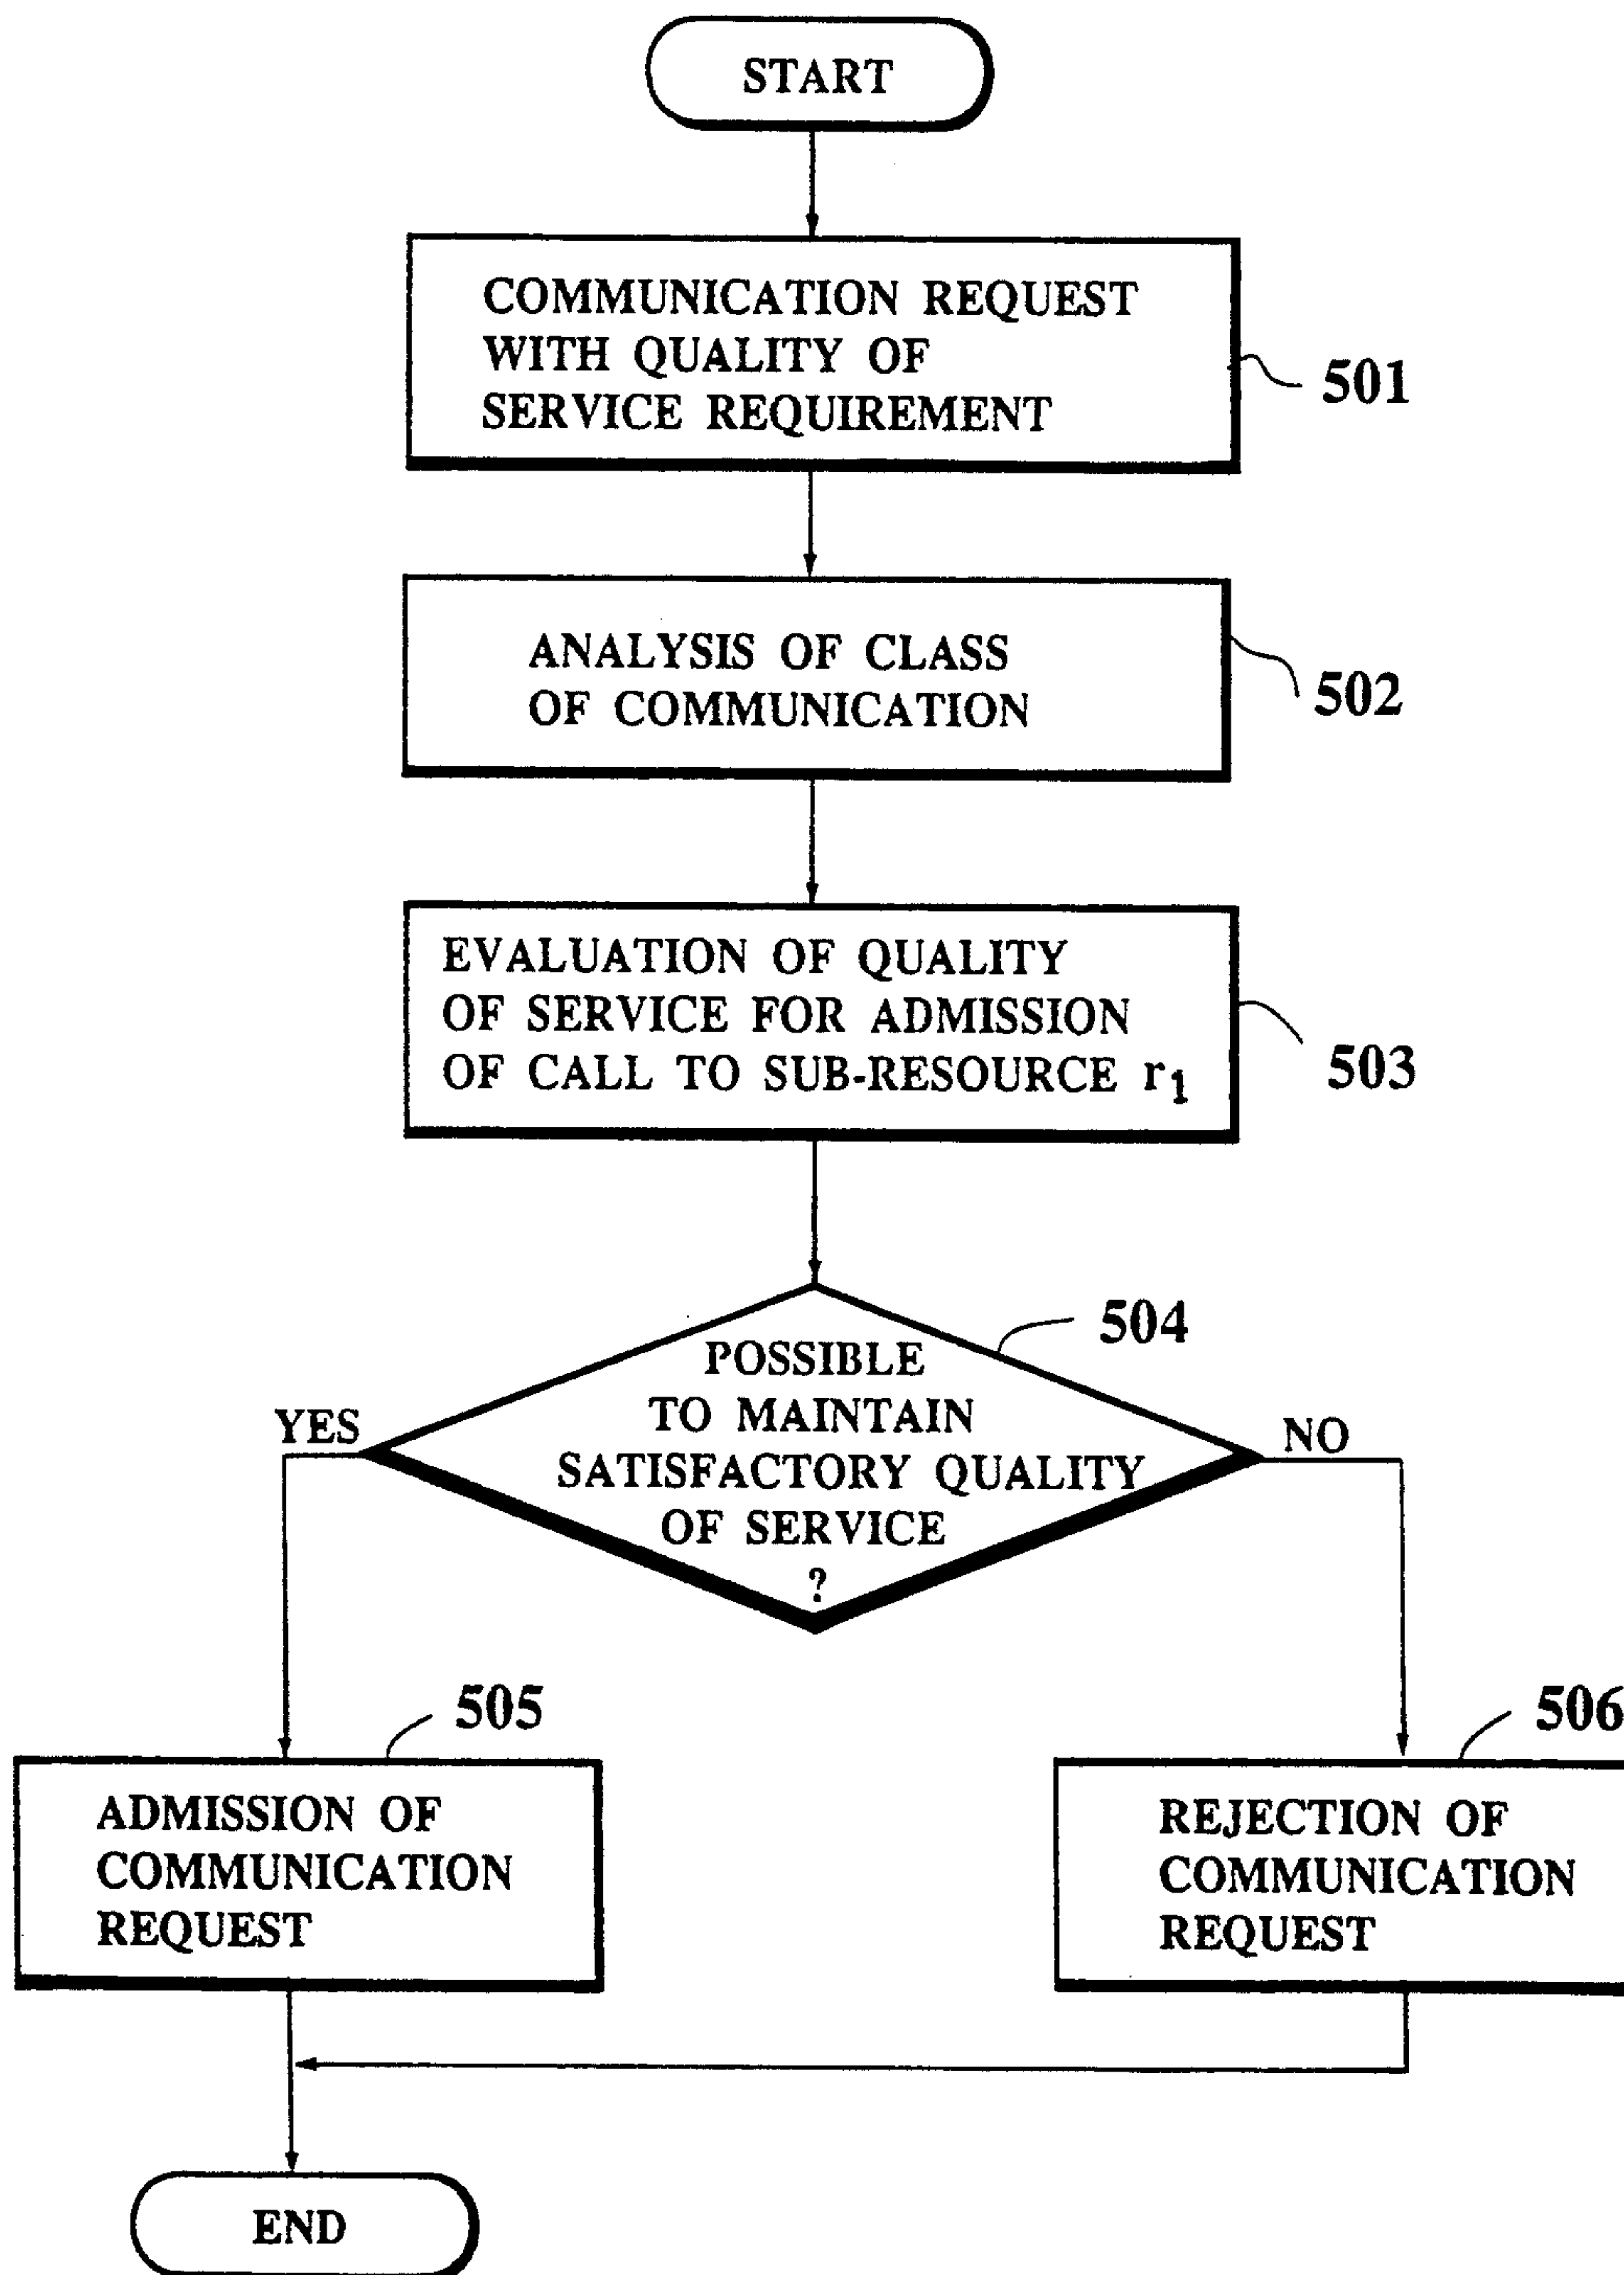 START
COMMUNICATION REQUEST
WITH QUALITY OF
SERVICE REQUIREMENT
501
ANALYSIS OF CLASS
OF COMMUNICATION
502
EVALUATION OF QUALITY
OF SERVICE FOR ADMISSION
OF CALL TO SUB-RESOURCE r1
503
504
POSSIBLE
TO MAINTAIN
SATISFACTORY QUALITY
OF SERVICE
?
YES
NO
505
ADMISSION OF
COMMUNICATION
REQUEST
506
REJECTION OF
COMMUNICATION
REQUEST
END